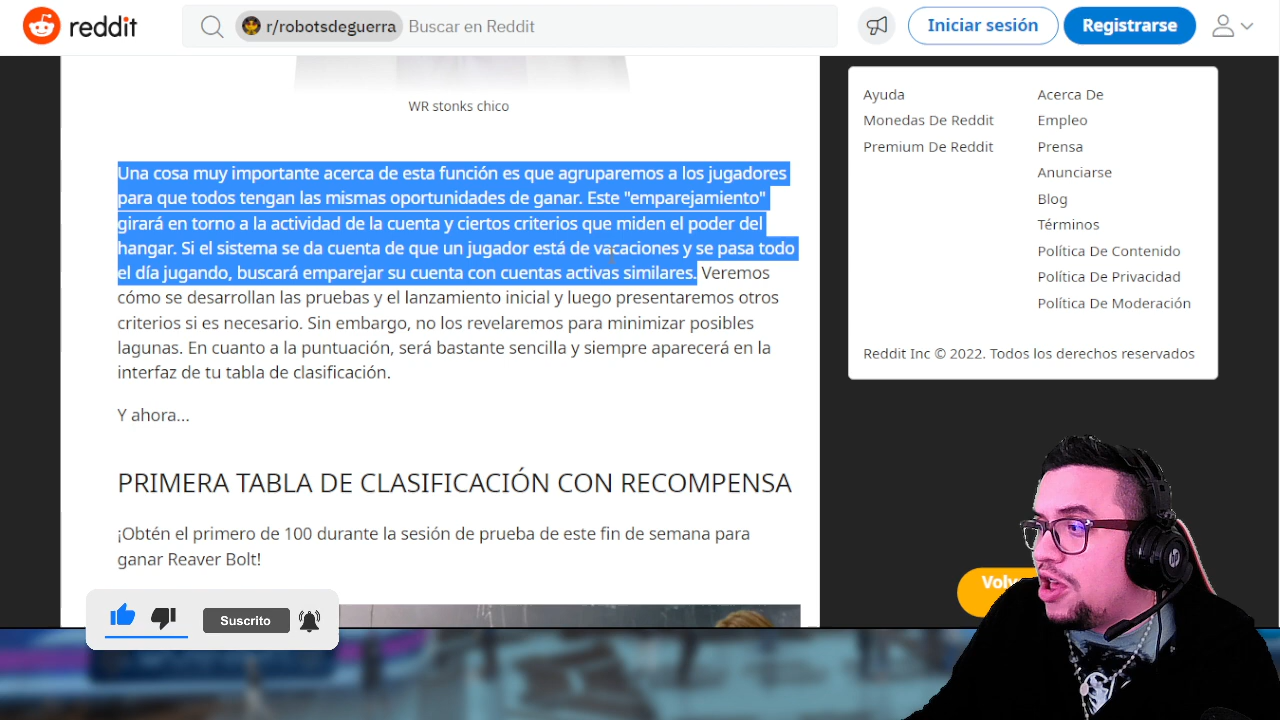 reddit
r/robotsdeguerra
Buscar en Reddit
Iniciar sesión
Registrarse
WR stonks chico
Una cosa muy importante acerca de esta función es que agruparemos a los jugadores
para que todos tengan las mismas oportunidades de ganar. Este "emparejamiento"
girará en torno a la actividad de la cuenta y ciertos criterios que miden el poder del
hangar. Si el sistema se da cuenta de que un jugador está de vacaciones y se pasa todo
el día jugando, buscará emparejar su cuenta con cuentas activas similares. Veremos
cómo se desarrollan las pruebas y el lanzamiento inicial y luego presentaremos otros
criterios si es necesario. Sin embargo, no los revelaremos para minimizar posibles
lagunas. En cuanto a la puntuación, será bastante sencilla y siempre aparecerá en la
interfaz de tu tabla de clasificación.
Y ahora...
PRIMERA TABLA DE CLASIFICACIÓN CON RECOMPENSA
¡Obtén el primero de 100 durante la sesión de prueba de este fin de semana para
ganar Reaver Bolt!
Suscrito
Ayuda
Monedas De Reddit
Premium De Reddit
Acerca De
Empleo
Prensa
Anunciarse
Blog
Términos
Política De Contenido
Política De Privacidad
Política De Moderación
Reddit Inc © 2022. Todos los derechos reservados
hp